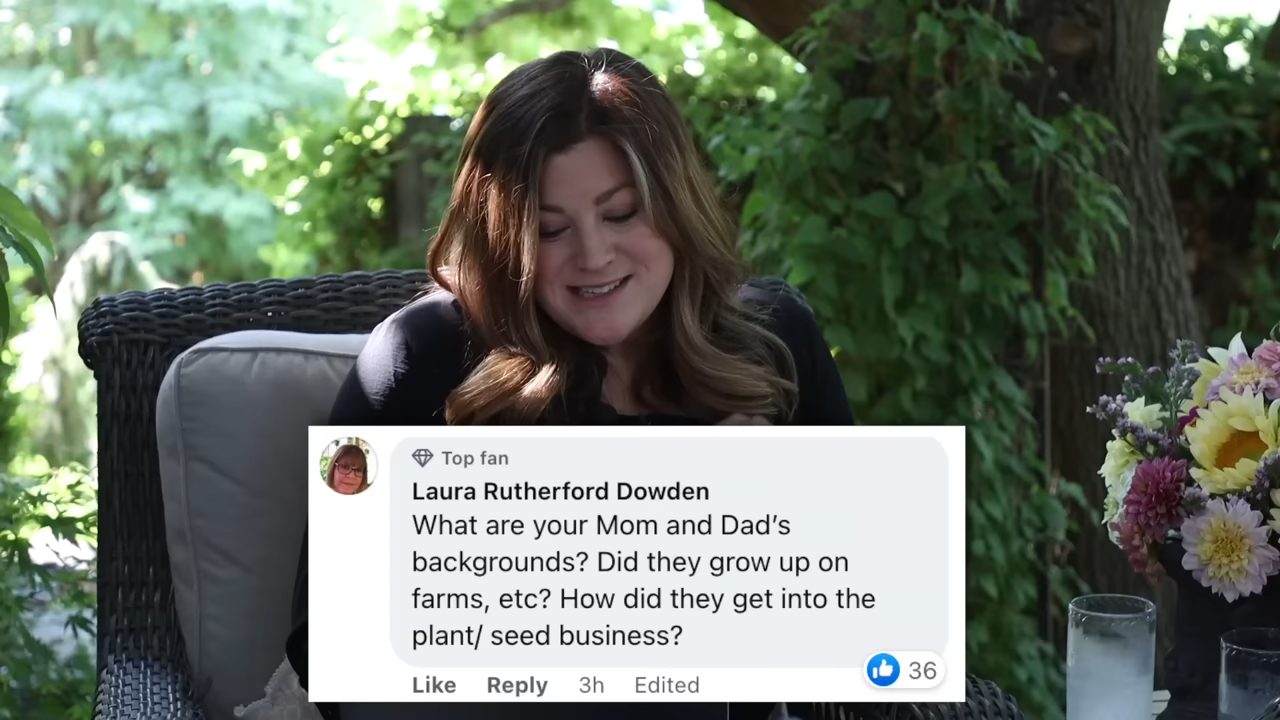 Top fan
Laura Rutherford Dowden
What are your Mom and Dad’s
backgrounds? Did they grow up on
farms, etc? How did they get into the
plant/ seed business?
36
Like Reply 3h Edited